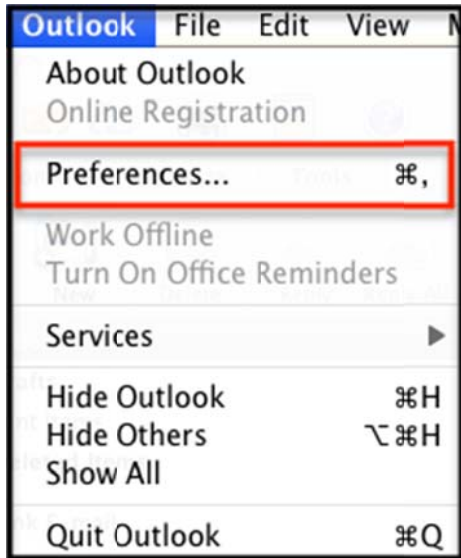 Outlook File Edit View
About Outlook
Online Registration
Preferences... ⌘,
Work Offline
Turn On Office Reminders
Services ▶
Hide Outlook ⌘H
Hide Others ⌥⌘H
Show All
Quit Outlook ⌘Q